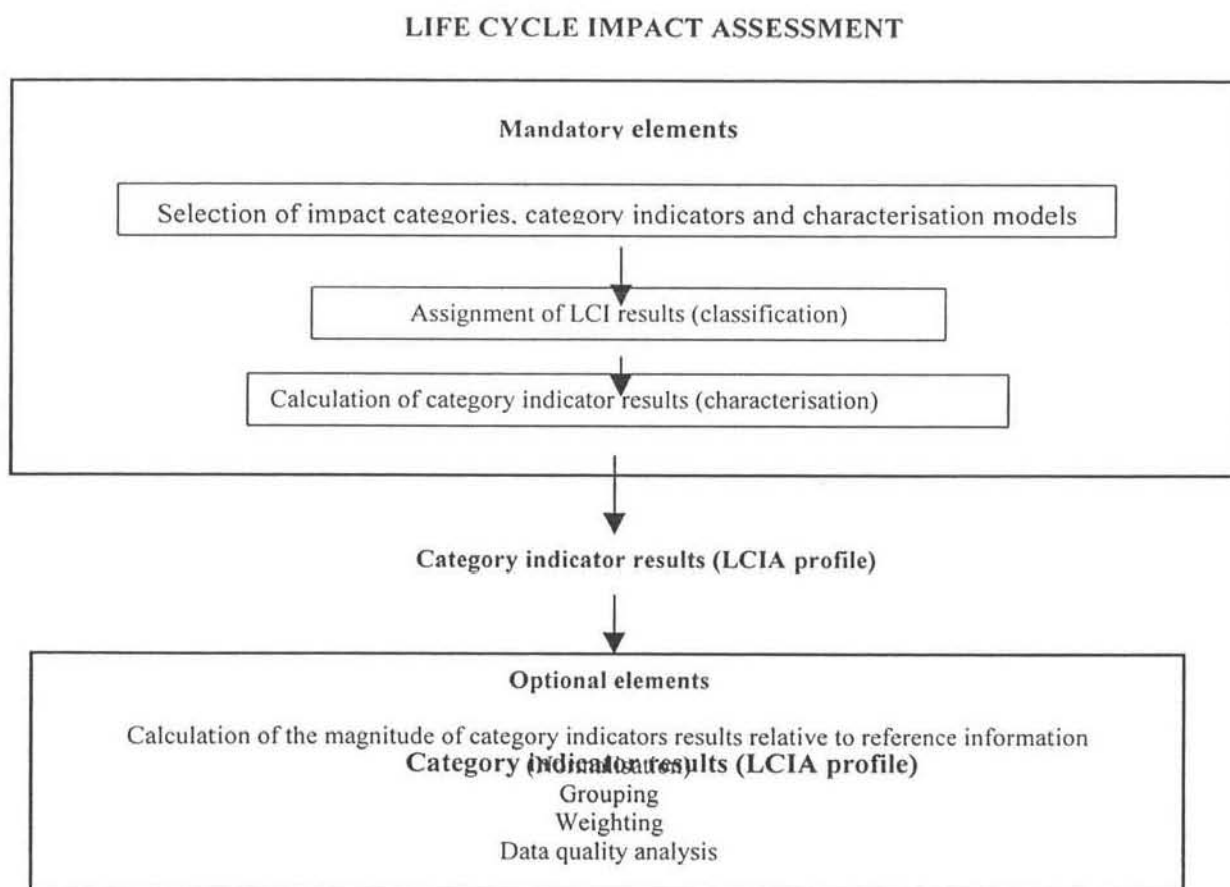 LIFE CYCLE IMPACT ASSESSMENT
Mandatory elements
Selection of impact categories, category indicators and characterisation models
Assignment of LCI results (classification)
Calculation of category indicator results (characterisation)
Category indicator results (LCIA profile)
Optional elements
Calculation of the magnitude of category indicators results relative to reference information
(Normalisation)
Category indicator results (LCIA profile)
Grouping
Weighting
Data quality analysis